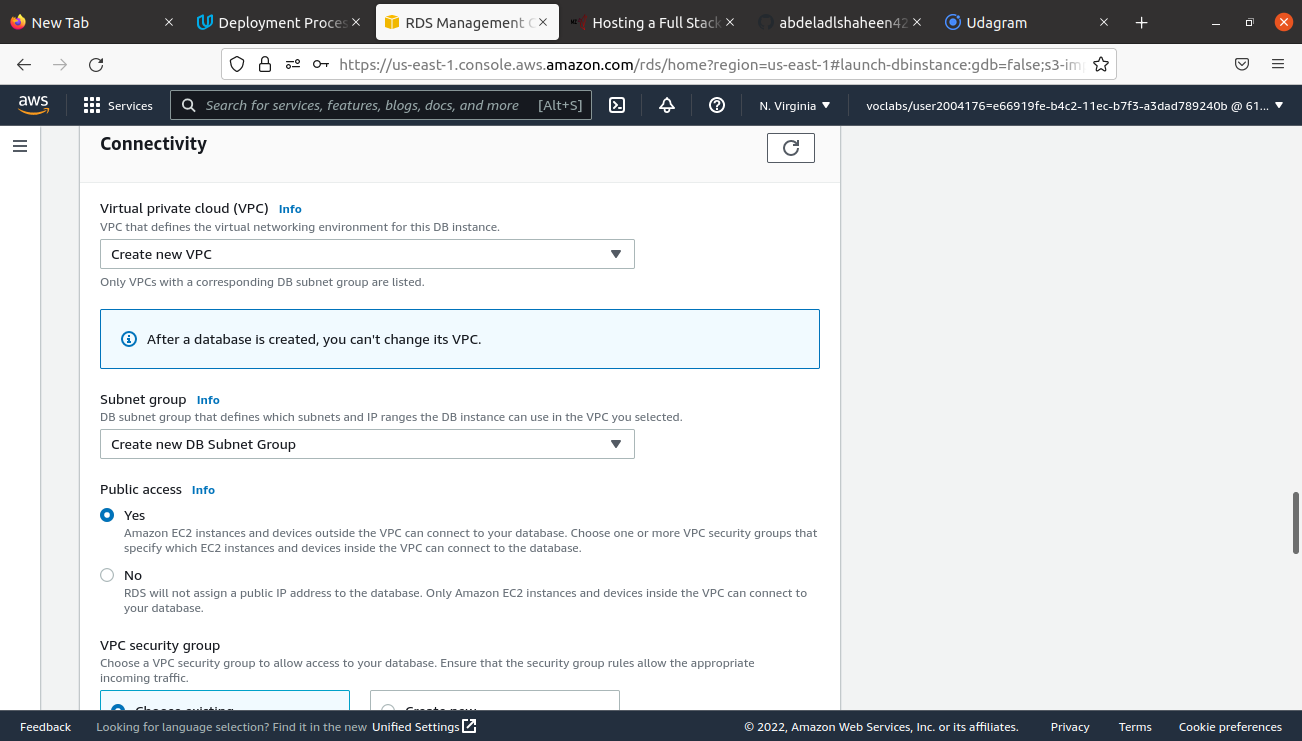 New Tab
Deployment Proces
RDS Management C
Hosting a Full Stack
abdeladlshaheen42
Udagram
https://us-east-1.console.aws.amazon.com/rds/home?region=us-east-1#launch-dbinstance:gdb=false;s3-imp
aws
Services
Search for services, features, blogs, docs, and more [Alt+S]
N. Virginia
voclabs/user2004176=e66919fe-b4c2-11ec-b7f3-a3dad789240b @ 61...
Connectivity
Virtual private cloud (VPC) Info
VPC that defines the virtual networking environment for this DB instance.
Create new VPC
Only VPCs with a corresponding DB subnet group are listed.
After a database is created, you can't change its VPC.
Subnet group Info
DB subnet group that defines which subnets and IP ranges the DB instance can use in the VPC you selected.
Create new DB Subnet Group
Public access Info
Yes
Amazon EC2 instances and devices outside the VPC can connect to your database. Choose one or more VPC security groups that
specify which EC2 instances and devices inside the VPC can connect to the database.
No
RDS will not assign a public IP address to the database. Only Amazon EC2 instances and devices inside the VPC can connect to
your database.
VPC security group
Choose a VPC security group to allow access to your database. Ensure that the security group rules allow the appropriate
incoming traffic.
Choose existing
Create new
Feedback
Looking for language selection? Find it in the new Unified Settings
© 2022, Amazon Web Services, Inc. or its affiliates.
Privacy
Terms
Cookie preferences